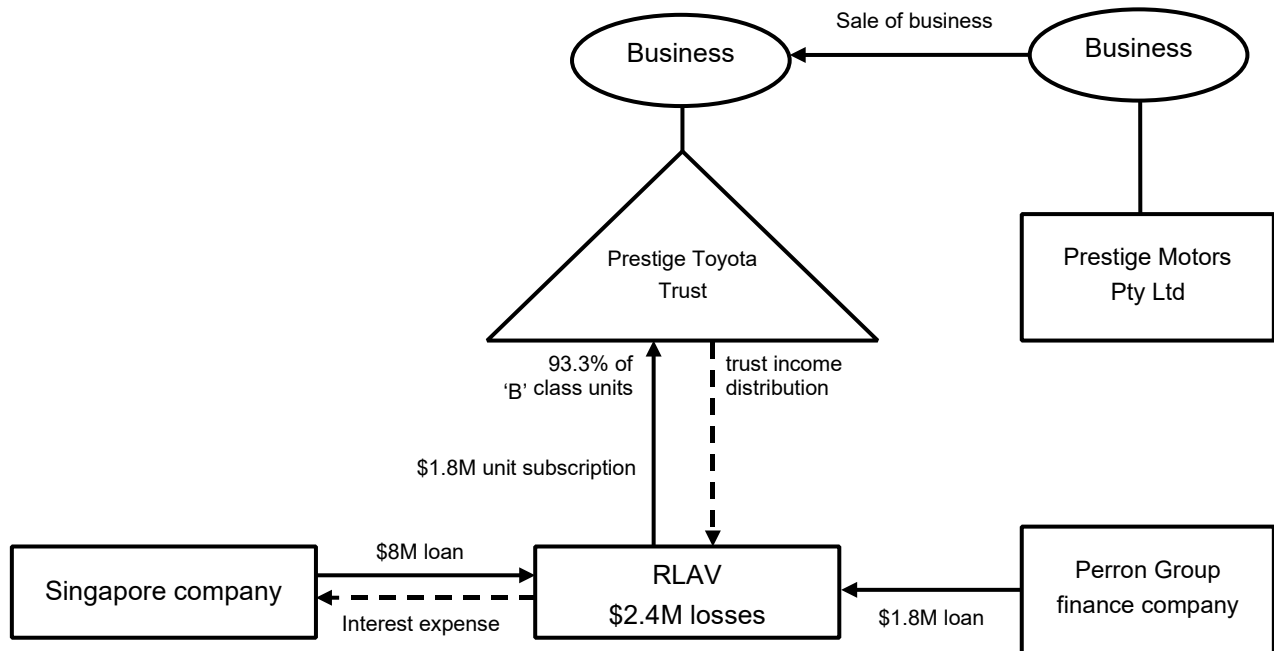 Sale of business
Business
Business
Prestige Toyota
Trust
Prestige Motors
Pty Ltd
93.3% of
‘B’ class units
trust income
distribution
$1.8M unit subscription
$8M loan
Singapore company
Interest expense
RLAV
$2.4M losses
$1.8M loan
Perron Group
finance company